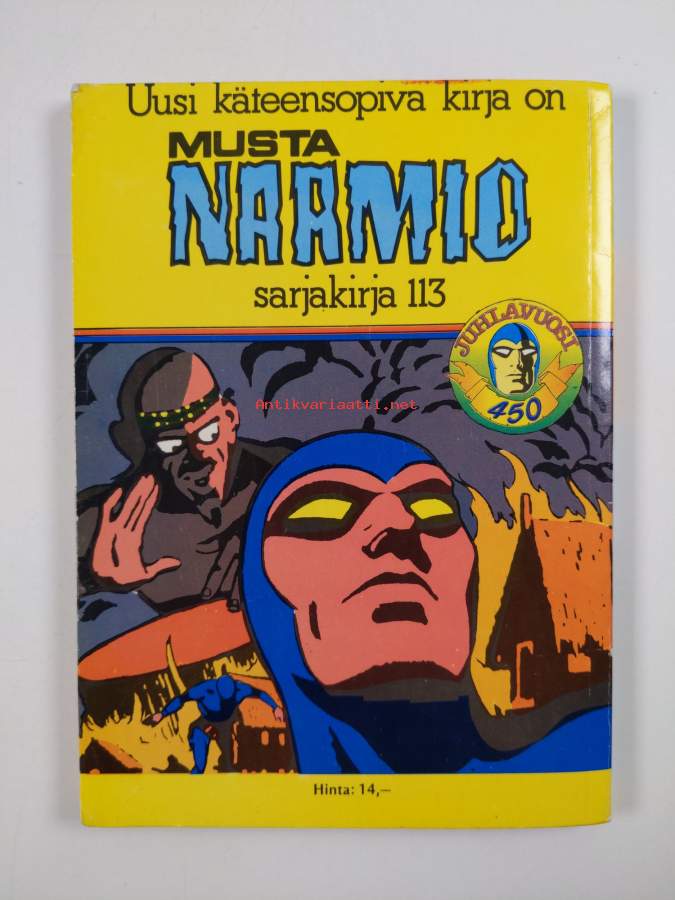 Uusi käteensopiva kirja on
MUSTA
NAAMIO
sarjakirja 113
JUHLAVUOSI
450
Antikvariaatti.net
Hinta: 14,–